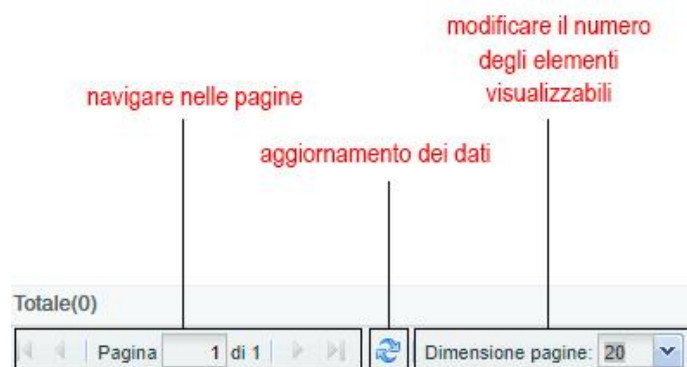 modificare il numero
degli elementi
visualizzabili
navigare nelle pagine
aggiornamento dei dati
Totale(0)
Pagina 1 di 1 Dimensione pagine: 20